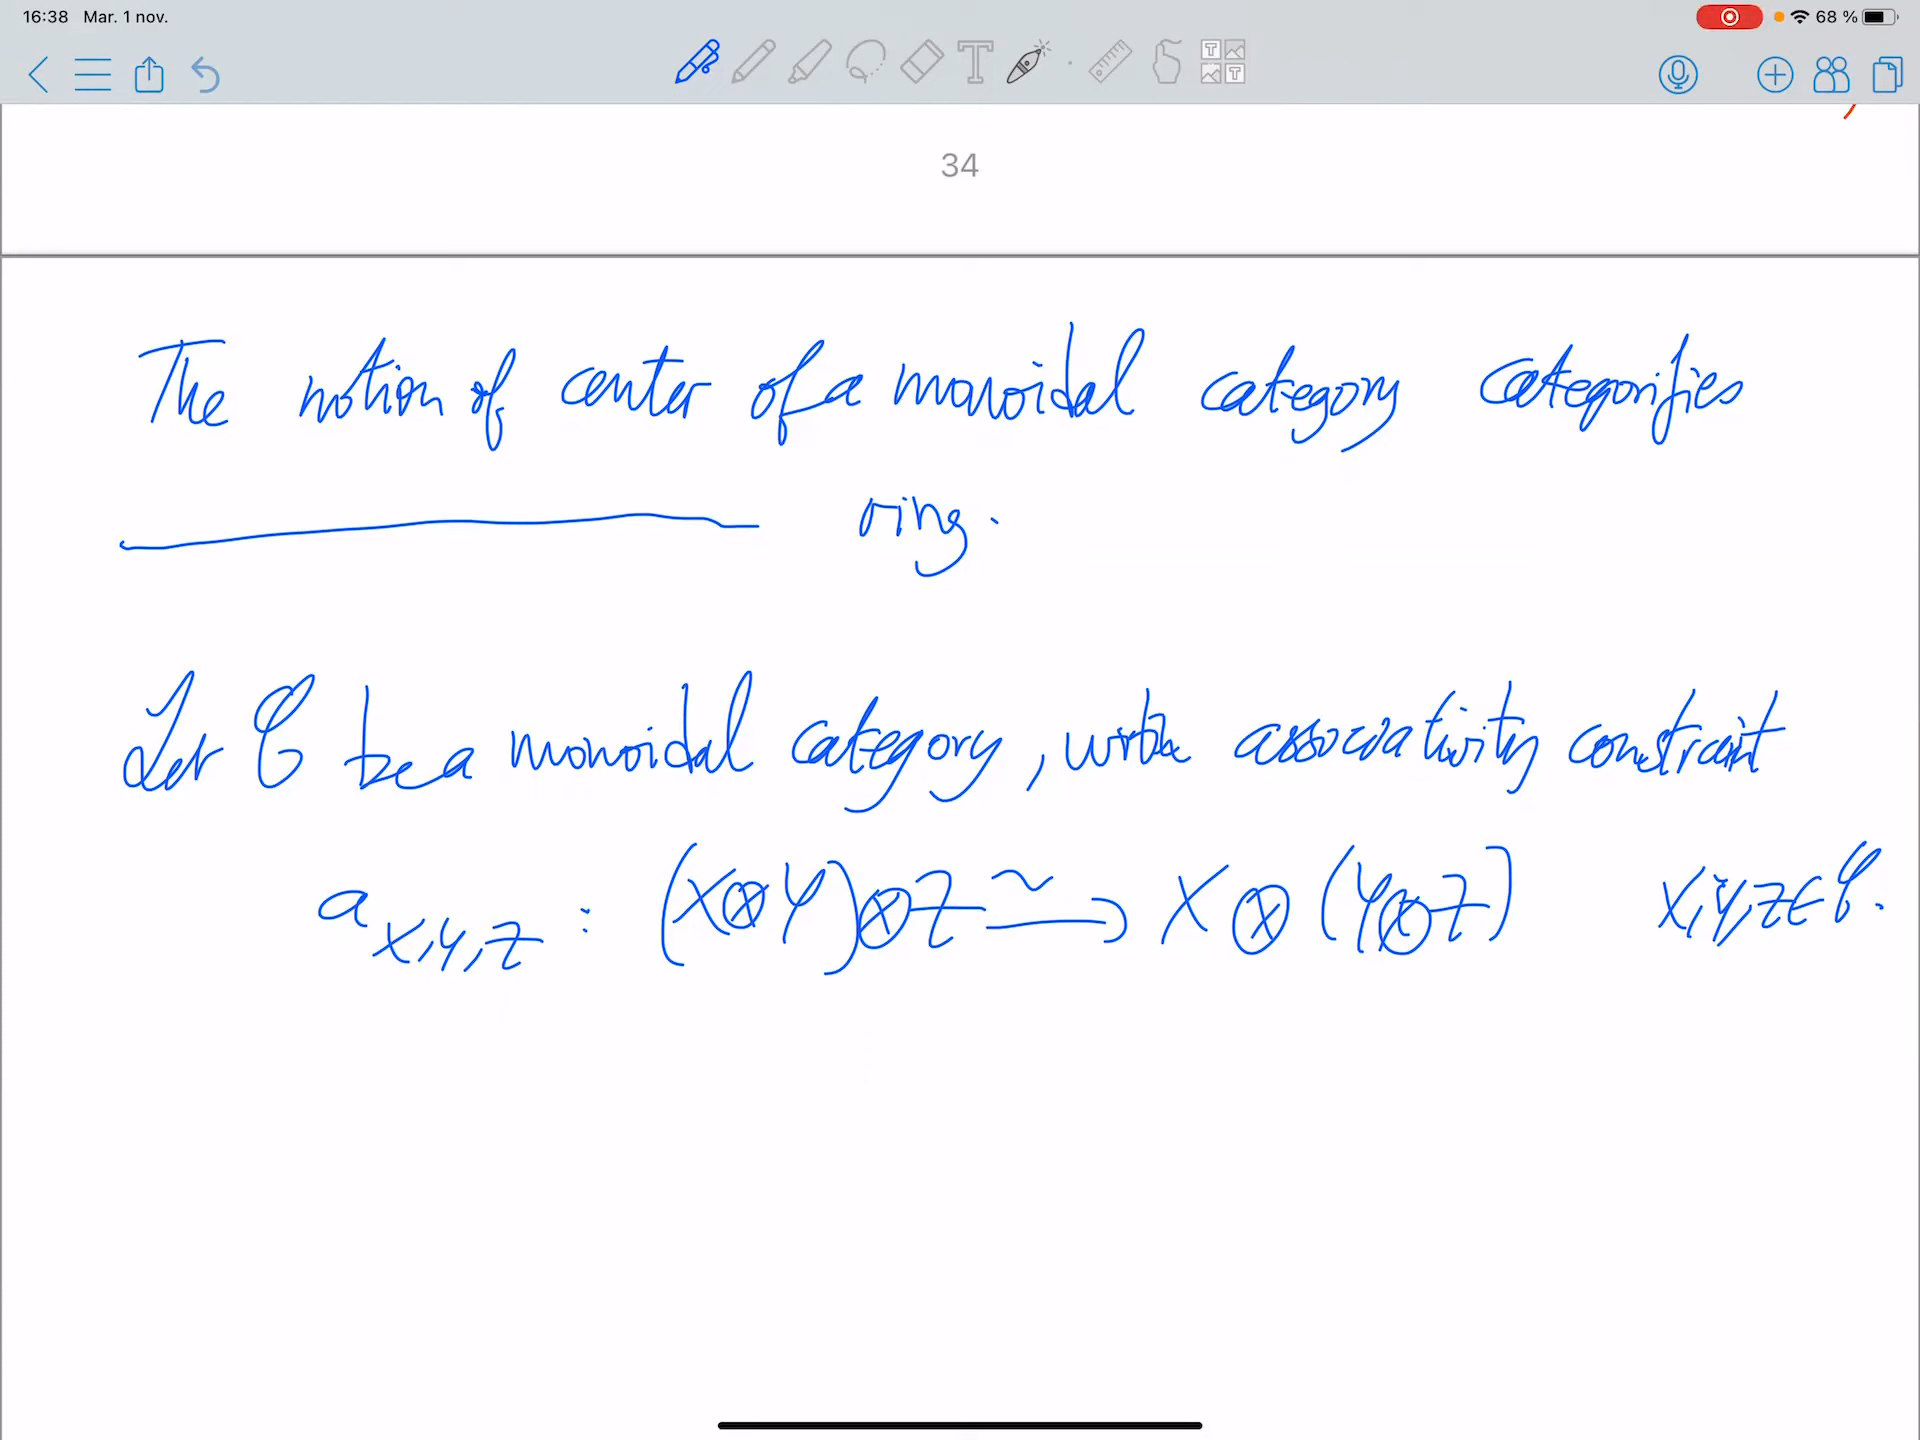 16:38 Mar. 1 nov. 68 %
34
The notion of center of a monoidal category categorifies
ring.
Let 𝒞 be a monoidal category, with associativity constraint
a_{X,Y,Z} : (X⊗Y)⊗Z ⥲ X⊗(Y⊗Z) X,Y,Z∈𝒞.